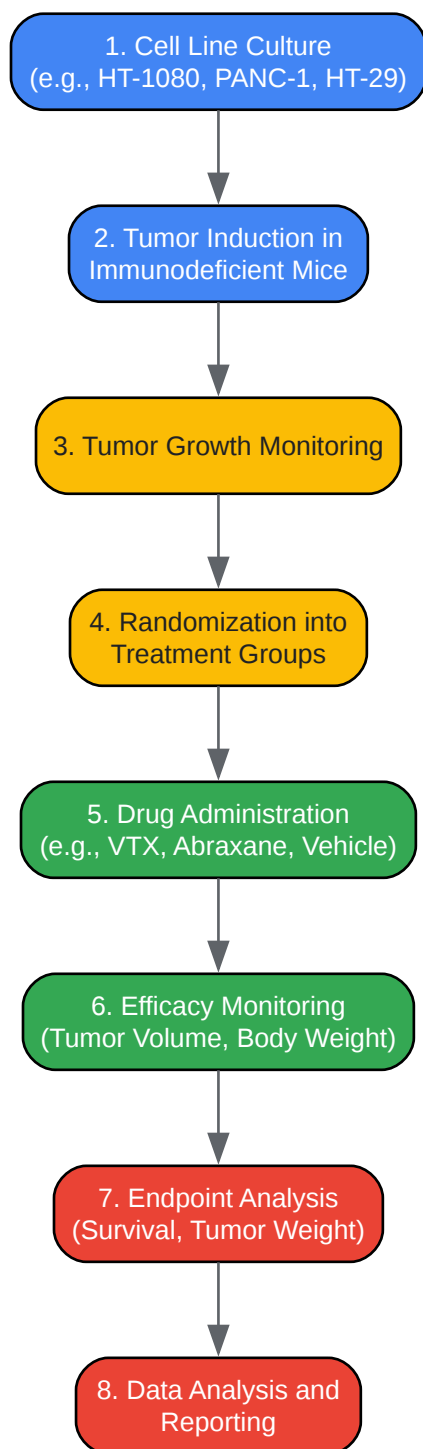 1. Cell Line Culture
(e.g., HT-1080, PANC-1, HT-29)
2. Tumor Induction in
Immunodeficient Mice
3. Tumor Growth Monitoring
4. Randomization into
Treatment Groups
5. Drug Administration
(e.g., VTX, Abraxane, Vehicle)
6. Efficacy Monitoring
(Tumor Volume, Body Weight)
7. Endpoint Analysis
(Survival, Tumor Weight)
8. Data Analysis and
Reporting